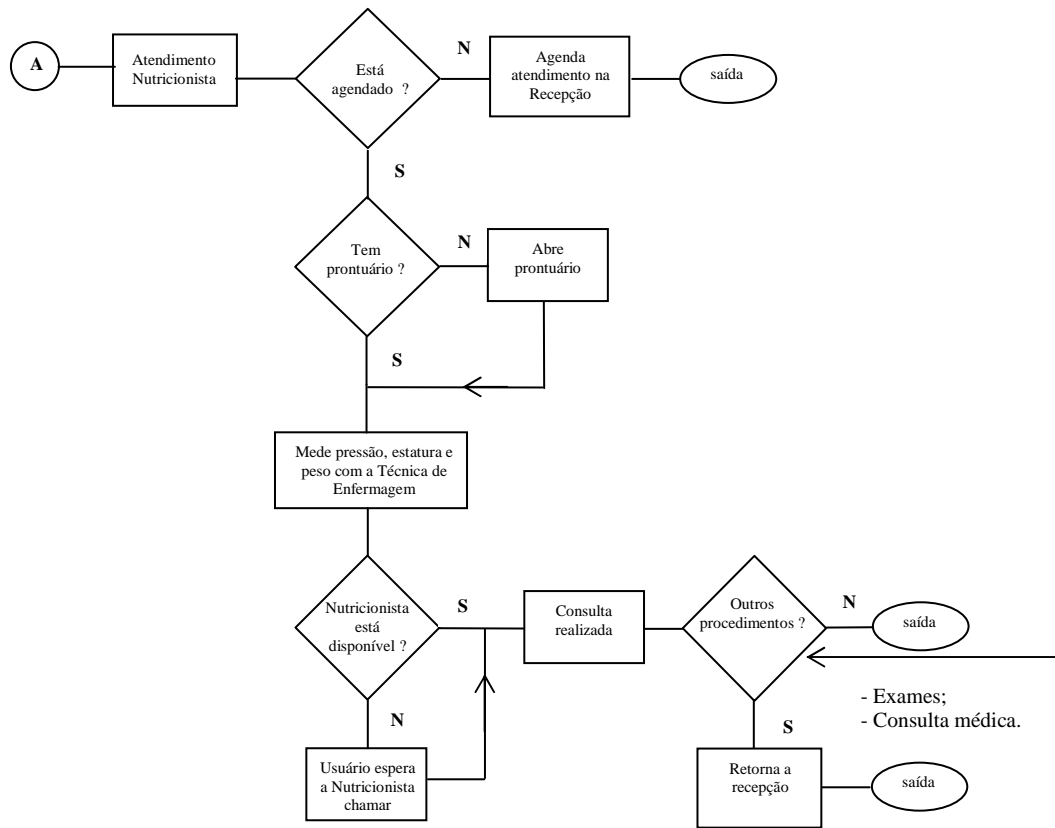 A
Atendimento
Nutricionista
Está
agendado ?
N
Agenda
atendimento na
Recepção
saída
S
Tem
prontuário ?
N
Abre
prontuário
S
Mede pressão, estatura e
peso com a Técnica de
Enfermagem
Nutricionista
está
disponível ?
S
Consulta
realizada
Outros
procedimentos ?
N
saída
- Exames;
- Consulta médica.
N
Usuário espera
a Nutricionista
chamar
S
Retorna a
recepção
saída